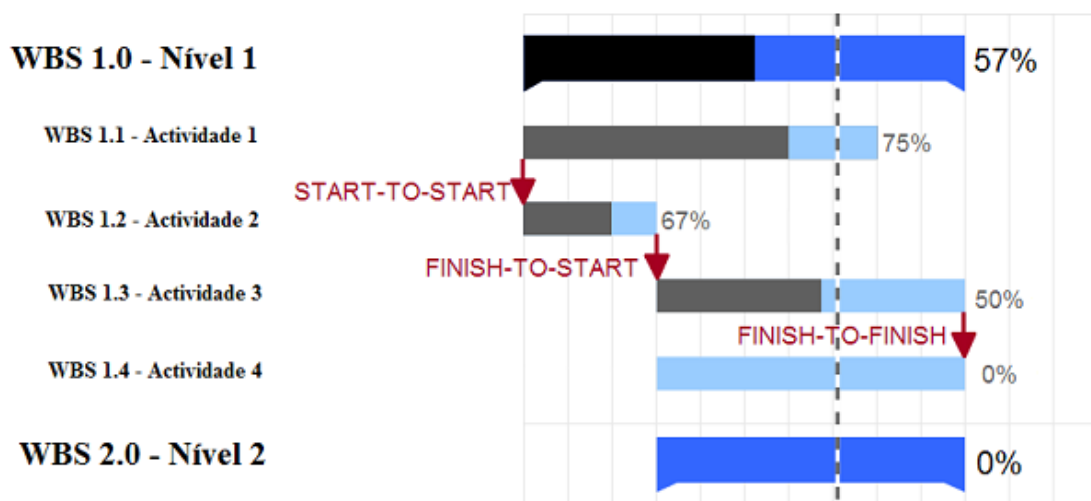 WBS 1.0 - Nível 1
57%
WBS 1.1 - Actividade 1
75%
START-TO-START
WBS 1.2 - Actividade 2
67%
FINISH-TO-START
WBS 1.3 - Actividade 3
50%
FINISH-TO-FINISH
WBS 1.4 - Actividade 4
0%
WBS 2.0 - Nível 2
0%